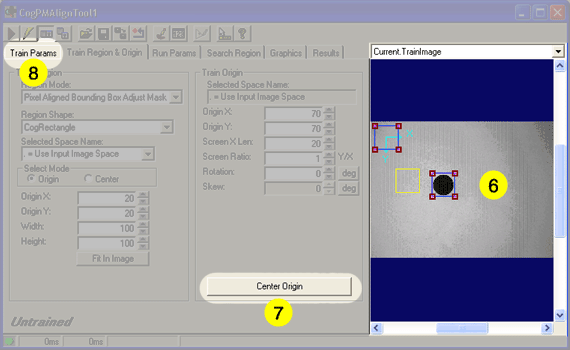 CogPMAlignTool1
Train Params
Train Region & Origin
Run Params
Search Region
Graphics
Results
8
Region Mode:
Pixel Aligned Bounding Box Adjust Mask
Region Shape:
CogRectangle
Selected Space Name:
. = Use Input Image Space
Select Mode
Origin
Center
Origin X:
20
Origin Y:
20
Width:
100
Height:
100
Fit In Image
Untrained
Train Origin
Selected Space Name:
. = Use Input Image Space
Origin X:
70
Origin Y:
70
Screen X Len:
20
Screen Ratio:
1
Y/X
Rotation:
0
deg
Skew:
0
deg
Center Origin
7
Current.TrainImage
6
0ms
0ms